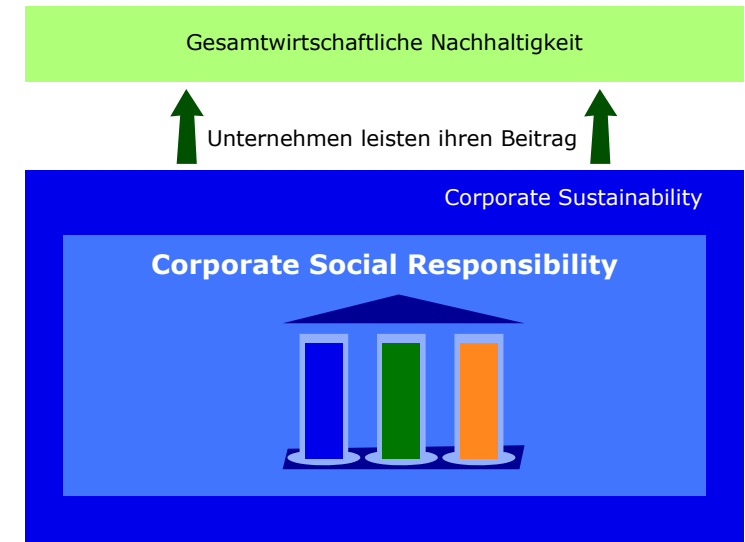 Gesamtwirtschaftliche Nachhaltigkeit
Unternehmen leisten ihren Beitrag
Corporate Sustainability
Corporate Social Responsibility